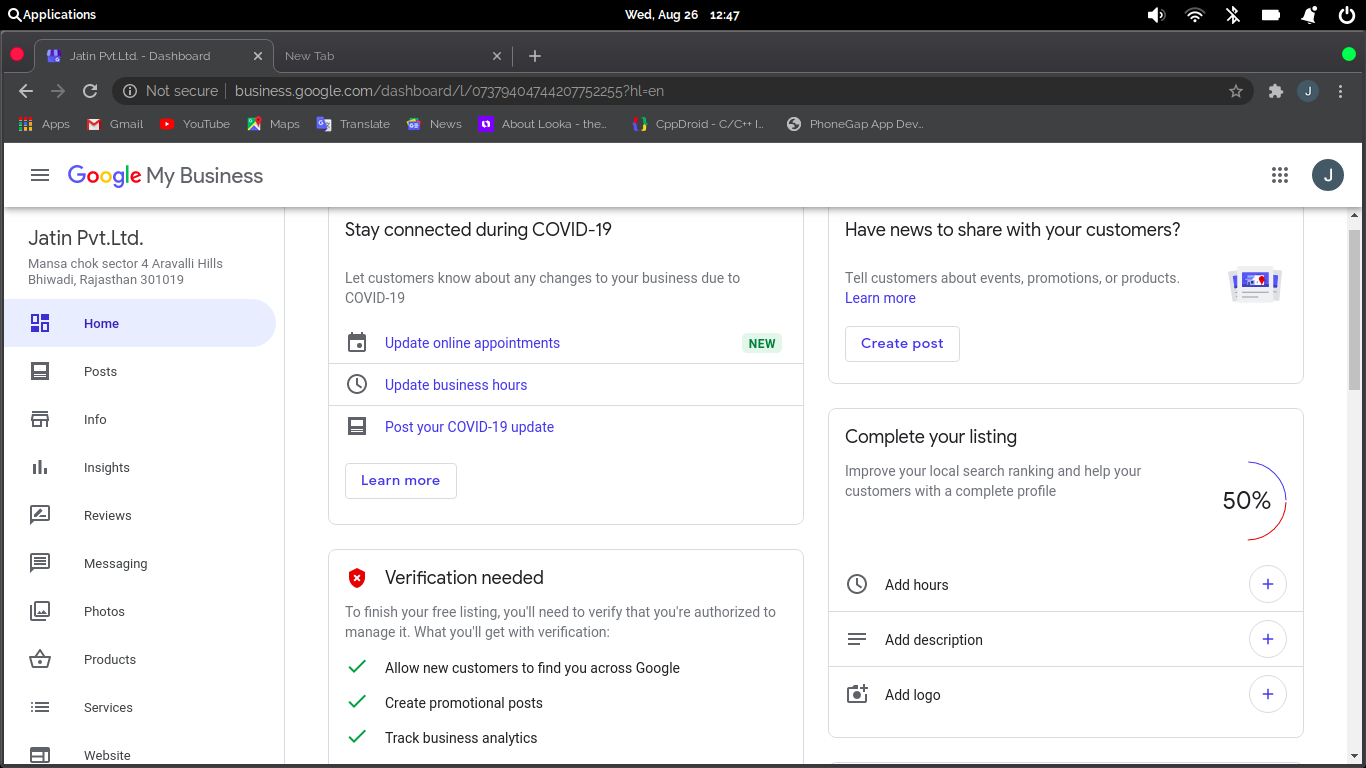 Applications
Wed, Aug 26 12:47
Jatin Pvt.Ltd. - Dashboard
New Tab
Not secure
business.google.com/dashboard/l/07379404744207752255?hl=en
J
Apps
Gmail
YouTube
Maps
Translate
News
About Looka - the...
CppDroid - C/C++ I...
PhoneGap App Dev...
Google My Business
J
Jatin Pvt.Ltd.
Mansa chok sector 4 Aravalli Hills
Bhiwadi, Rajasthan 301019
Home
Posts
Info
Insights
Reviews
Messaging
Photos
Products
Services
Website
Stay connected during COVID-19
Let customers know about any changes to your business due to
COVID-19
Update online appointments
NEW
Update business hours
Post your COVID-19 update
Learn more
Verification needed
To finish your free listing, you'll need to verify that you're authorized to
manage it. What you'll get with verification:
Allow new customers to find you across Google
Create promotional posts
Track business analytics
Have news to share with your customers?
Tell customers about events, promotions, or products.
Learn more
Create post
Complete your listing
Improve your local search ranking and help your
customers with a complete profile
50%
Add hours
Add description
Add logo